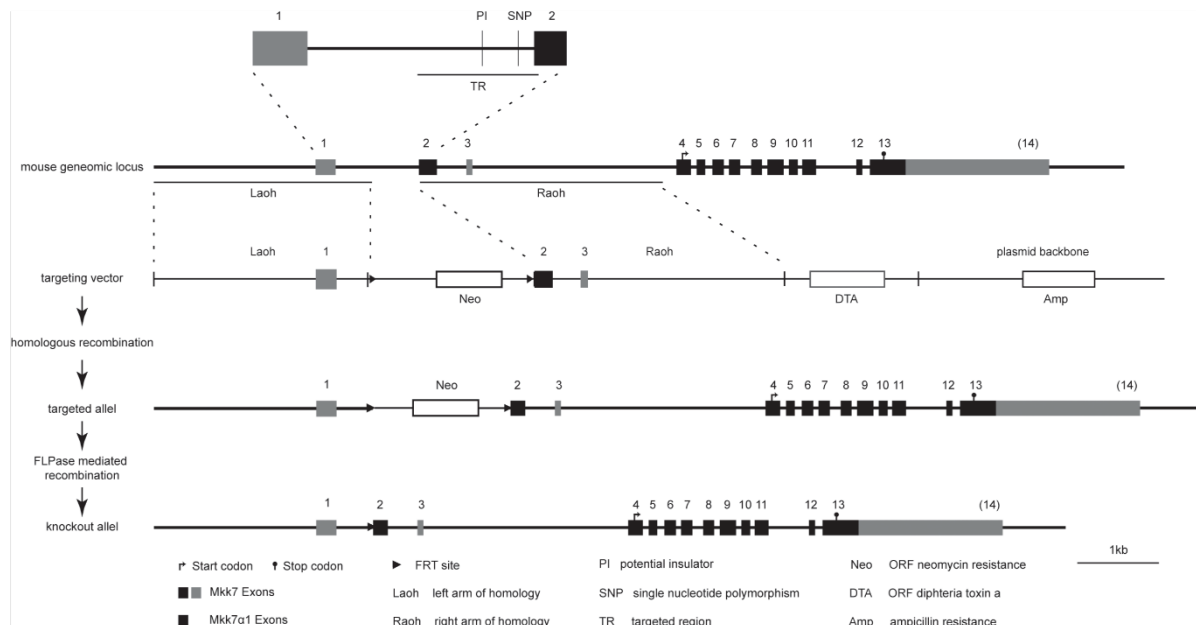 1 PI SNP 2
TR
1 2 3 4 5 6 7 8 9 10 11 12 13 (14)
mouse geneomic locus
Laoh Raoh
Laoh 1 2 3 Raoh plasmid backbone
targeting vector
Neo DTA Amp
homologous recombination
1 Neo 2 3 4 5 6 7 8 9 10 11 12 13 (14)
targeted allel
FLPase mediated
recombination
1 2 3 4 5 6 7 8 9 10 11 12 13 (14)
knockout allel
1kb
Start codon Stop codon FRT site PI potential insulator Neo ORF neomycin resistance
Mkk7 Exons Laoh left arm of homology SNP single nucleotide polymorphism DTA ORF diphteria toxin a
Mkk7α1 Exons Raoh right arm of homology TR targeted region Amp ampicillin resistance